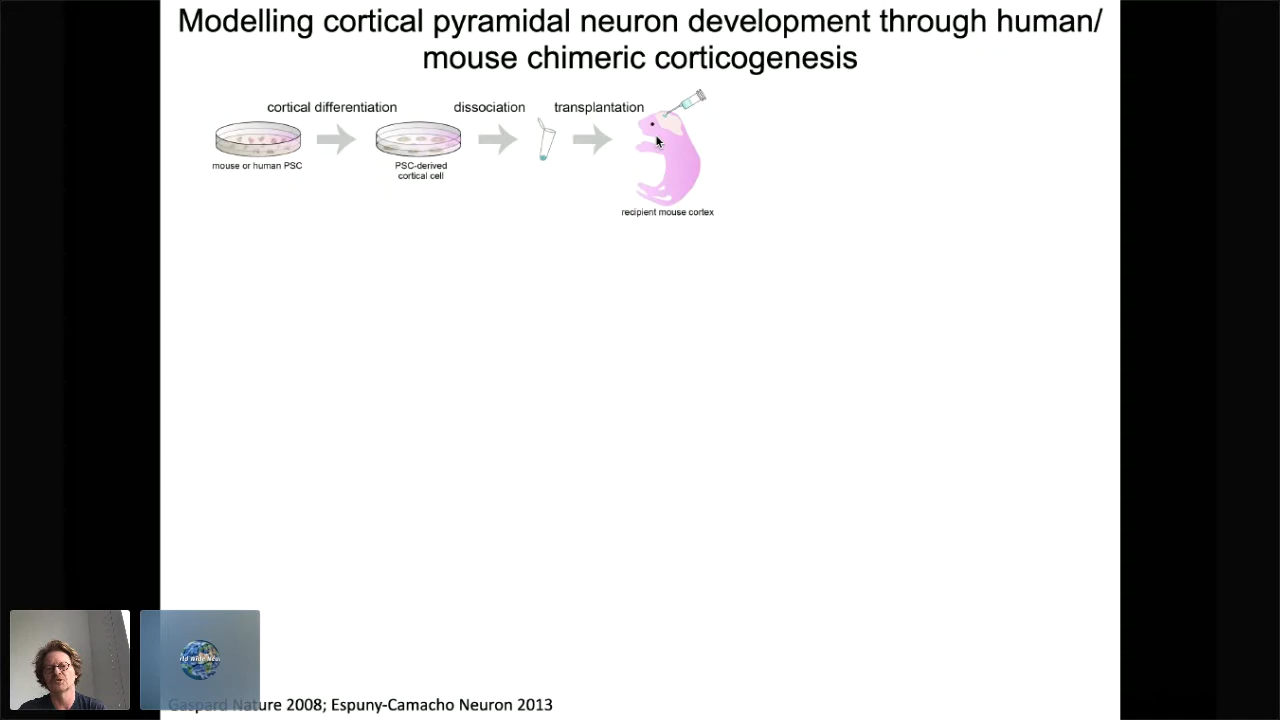 Modelling cortical pyramidal neuron development through human/
mouse chimeric corticogenesis
cortical differentiation
dissociation
transplantation
mouse or human PSC
PSC-derived
cortical cell
recipient mouse cortex
Gaspard Nature 2008; Espuny-Camacho Neuron 2013